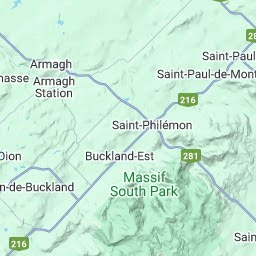 Saint-Paul
Armagh
Saint-Paul-de-Mont
masse
Armagh
Station
216
Saint-Philémon
Dion
Buckland-Est
281
Massif
South Park
n-de-Buckland
Sain
216